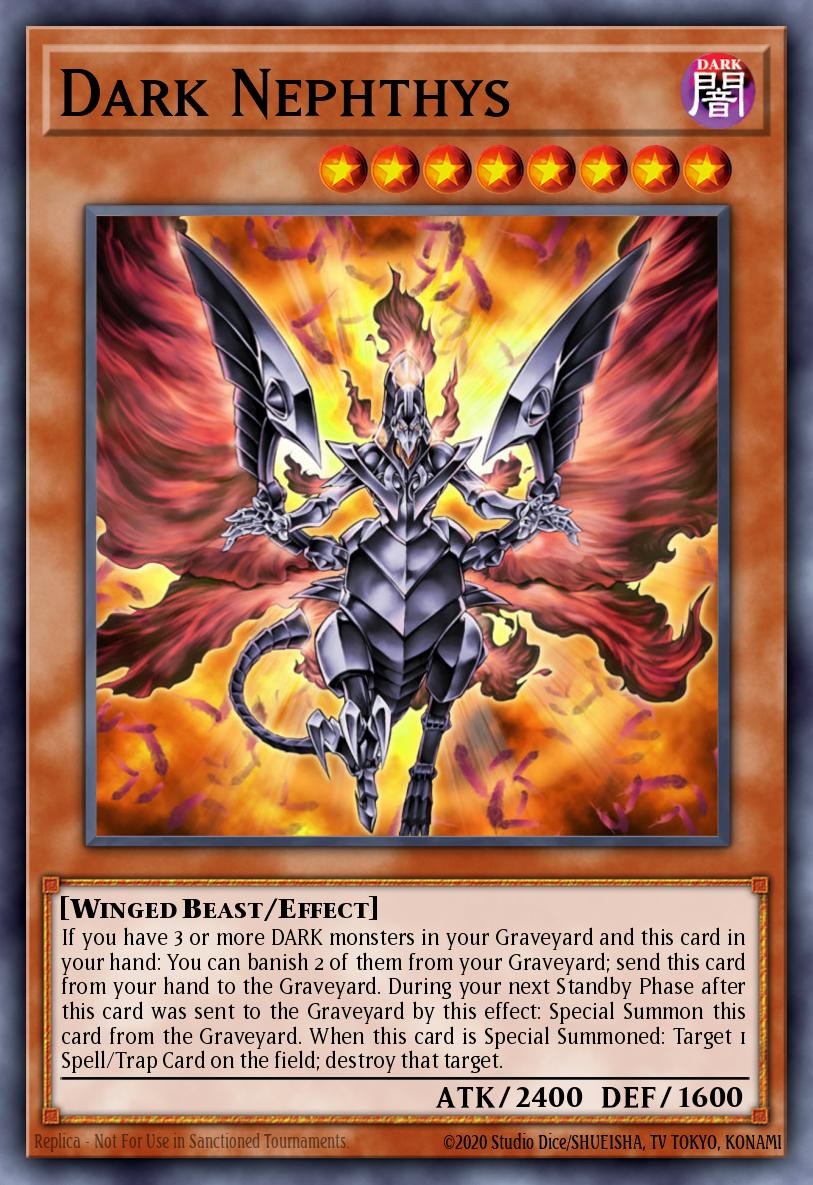 Dark Nephthys
DARK
闇
[Winged Beast/Effect]
If you have 3 or more DARK monsters in your Graveyard and this card in
your hand: You can banish 2 of them from your Graveyard; send this card
from your hand to the Graveyard. During your next Standby Phase after
this card was sent to the Graveyard by this effect: Special Summon this
card from the Graveyard. When this card is Special Summoned: Target 1
Spell/Trap Card on the field; destroy that target.
ATK/2400 DEF/1600
Replica - Not For Use in Sanctioned Tournaments.
©2020 Studio Dice/SHUEISHA, TV TOKYO, KONAMI